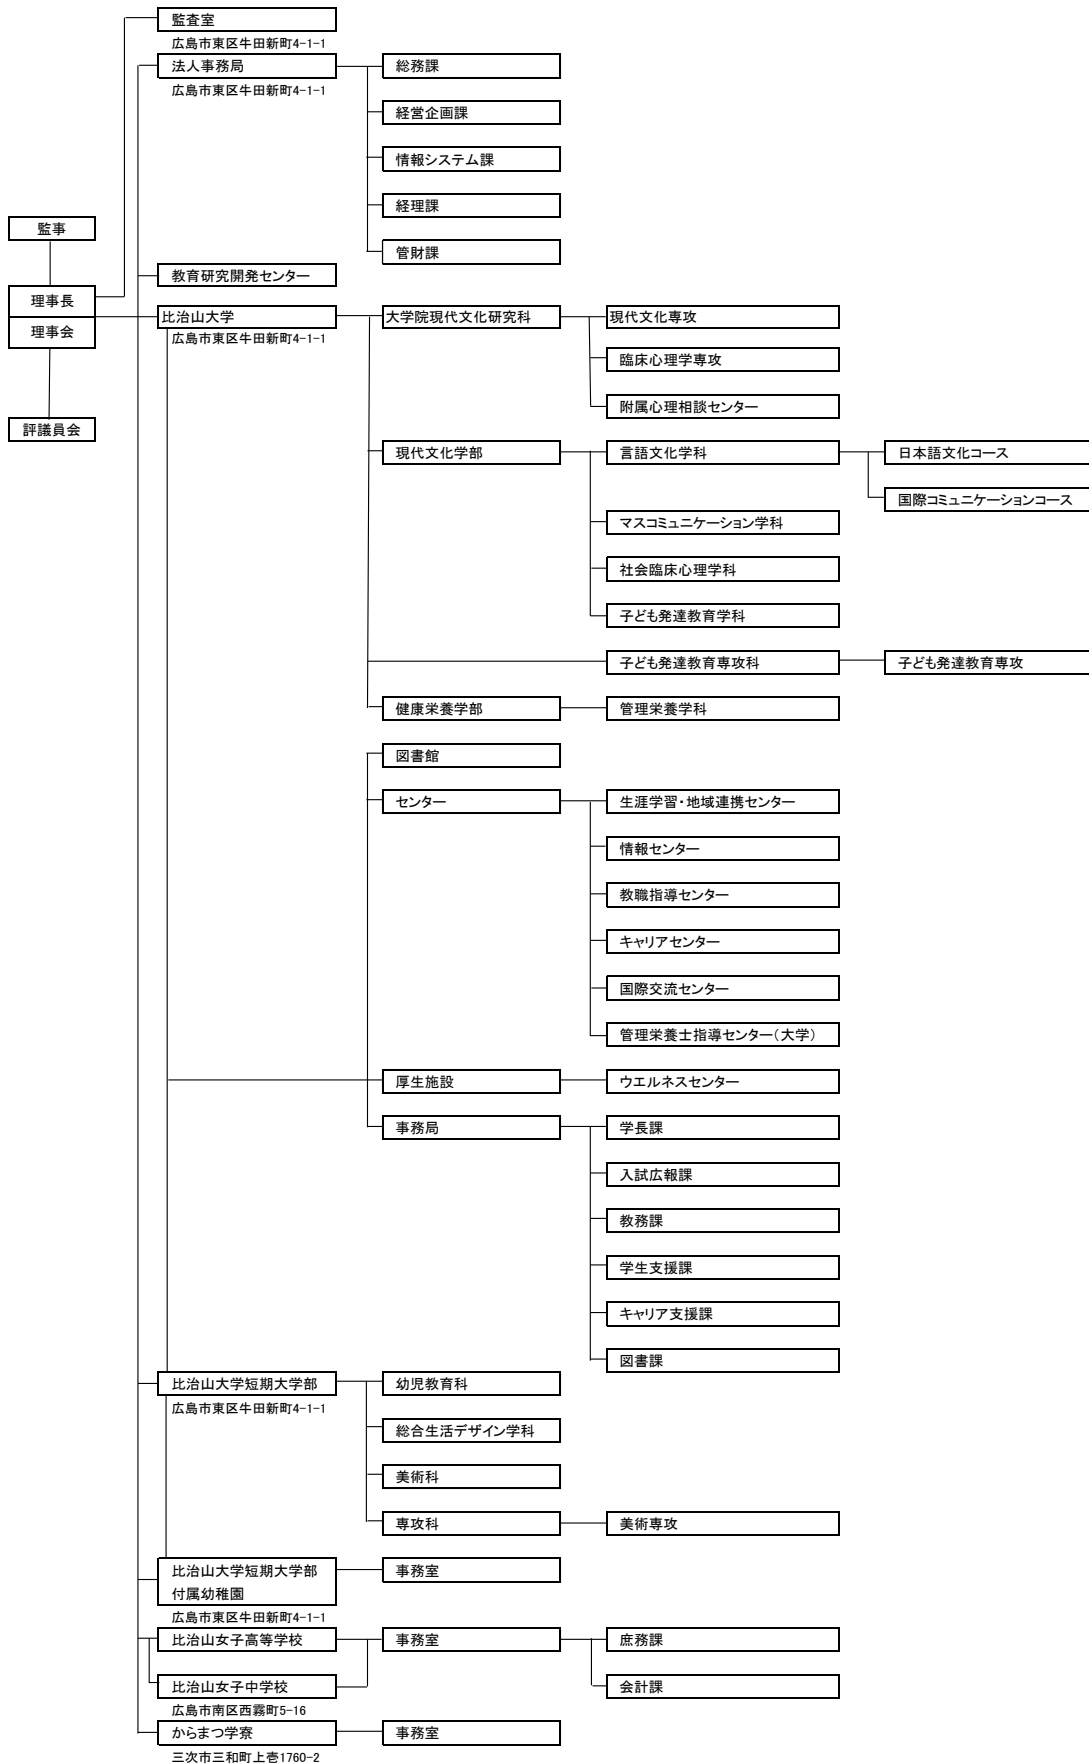 監査室
広島市東区牛田新町4-1-1
法人事務局
総務課
広島市東区牛田新町4-1-1
経営企画課
情報システム課
経理課
監事
管財課
教育研究開発センター
理事長
比治山大学
大学院現代文化研究科
現代文化専攻
理事会
広島市東区牛田新町4-1-1
臨床心理学専攻
附属心理相談センター
評議員会
現代文化学部
言語文化学科
日本語文化コース
国際コミュニケーションコース
マスコミュニケーション学科
社会臨床心理学科
子ども発達教育学科
子ども発達教育専攻科
子ども発達教育専攻
健康栄養学部
管理栄養学科
図書館
センター
生涯学習・地域連携センター
情報センター
教職指導センター
キャリアセンター
国際交流センター
管理栄養士指導センター(大学)
厚生施設
ウエルネスセンター
事務局
学長課
入試広報課
教務課
学生支援課
キャリア支援課
図書課
比治山大学短期大学部
幼児教育科
広島市東区牛田新町4-1-1
総合生活デザイン学科
美術科
専攻科
美術専攻
比治山大学短期大学部
付属幼稚園
事務室
広島市東区牛田新町4-1-1
比治山女子高等学校
事務室
庶務課
比治山女子中学校
会計課
広島市南区西霧町5-16
からまつ学寮
事務室
三次市三和町上壱1760-2